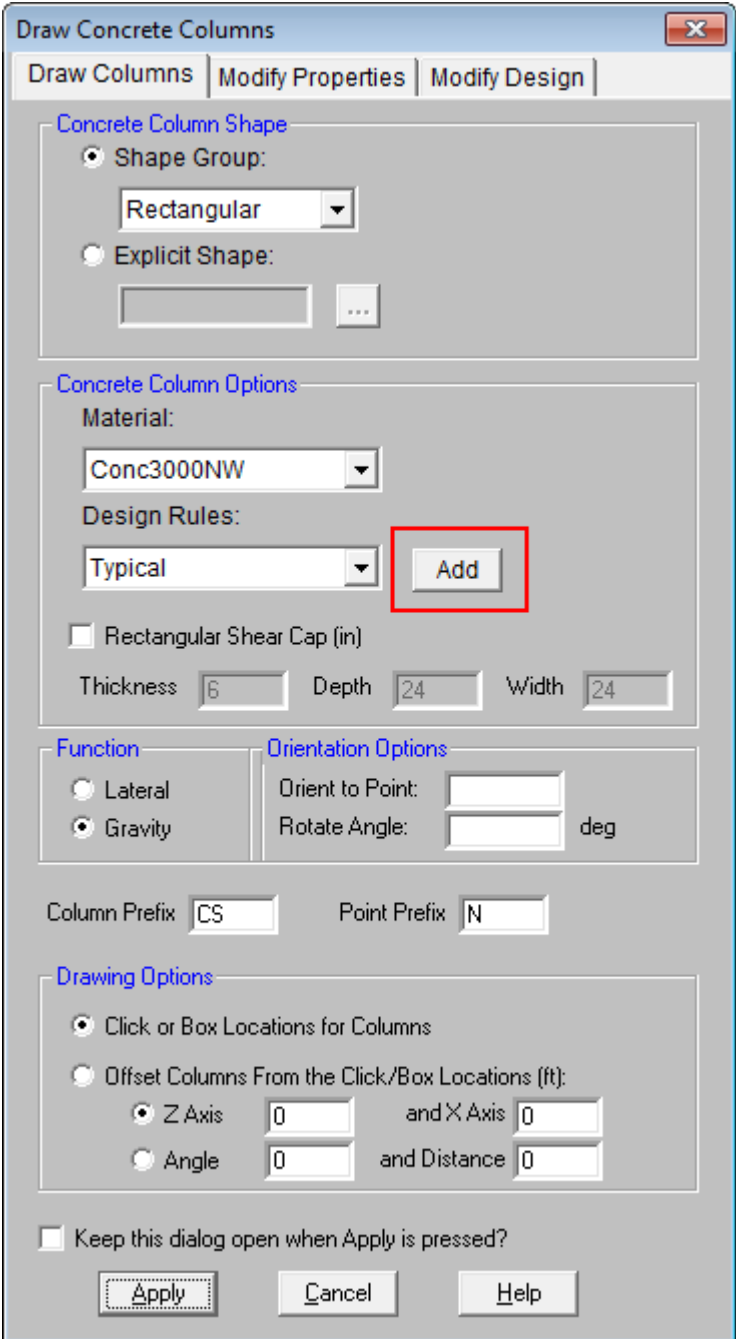 Draw Concrete Columns
Draw Columns Modify Properties Modify Design
Concrete Column Shape
Shape Group:
Rectangular
Explicit Shape:
...
Concrete Column Options
Material:
Conc3000NW
Design Rules:
Typical Add
Rectangular Shear Cap (in)
Thickness 6 Depth 24 Width 24
Function Orientation Options
Lateral Orient to Point:
Gravity Rotate Angle: deg
Column Prefix CS Point Prefix N
Drawing Options
Click or Box Locations for Columns
Offset Columns From the Click/Box Locations (ft):
Z Axis 0 and X Axis 0
Angle 0 and Distance 0
Keep this dialog open when Apply is pressed?
Apply Cancel Help